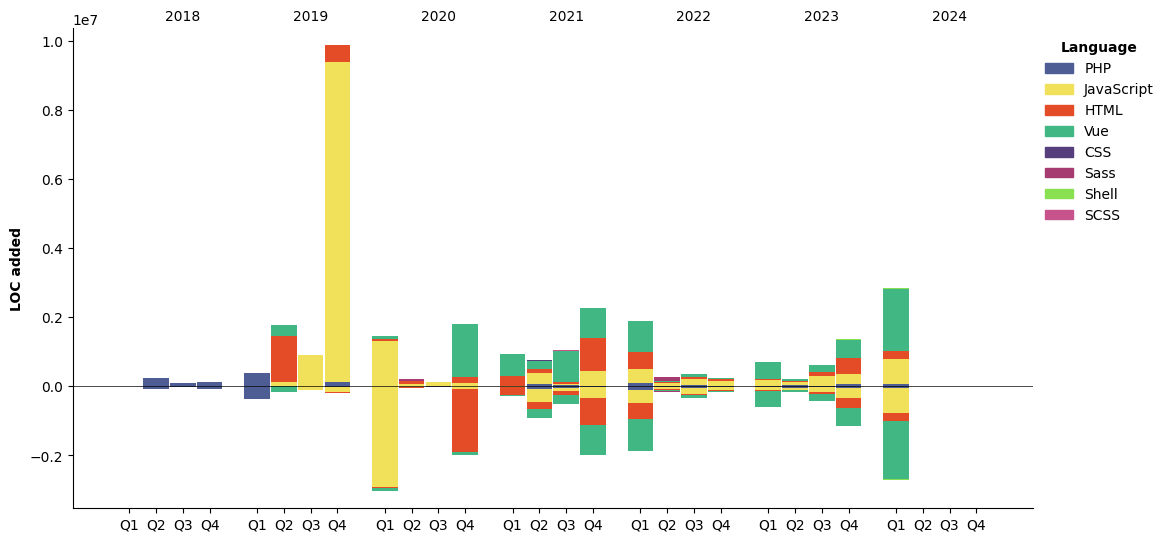 1e7
2018 2019 2020 2021 2022 2023 2024
1.0
0.8
0.6
0.4
0.2
0.0
−0.2
LOC added
Q1 Q2 Q3 Q4 Q1 Q2 Q3 Q4 Q1 Q2 Q3 Q4 Q1 Q2 Q3 Q4 Q1 Q2 Q3 Q4 Q1 Q2 Q3 Q4 Q1 Q2 Q3 Q4
Language
PHP
JavaScript
HTML
Vue
CSS
Sass
Shell
SCSS